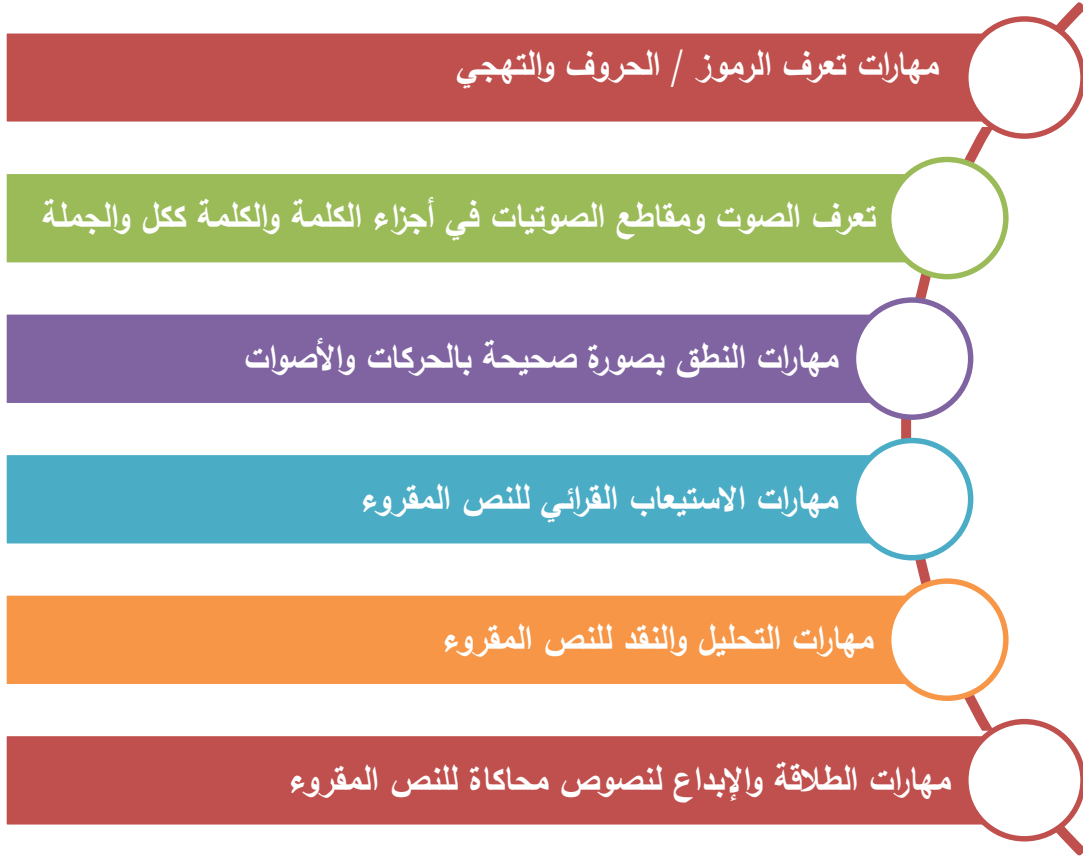 مهارات تعرف الرموز / الحروف والتهجي
تعرف الصوت ومقاطع الصوتيات في أجزاء الكلمة والكلمة ككل والجملة
مهارات النطق بصورة صحيحة بالحركات والأصوات
مهارات الاستيعاب القرائي للنص المقروء
مهارات التحليل والنقد للنص المقروء
مهارات الطلاقة والإبداع لنصوص محاكاة للنص المقروء